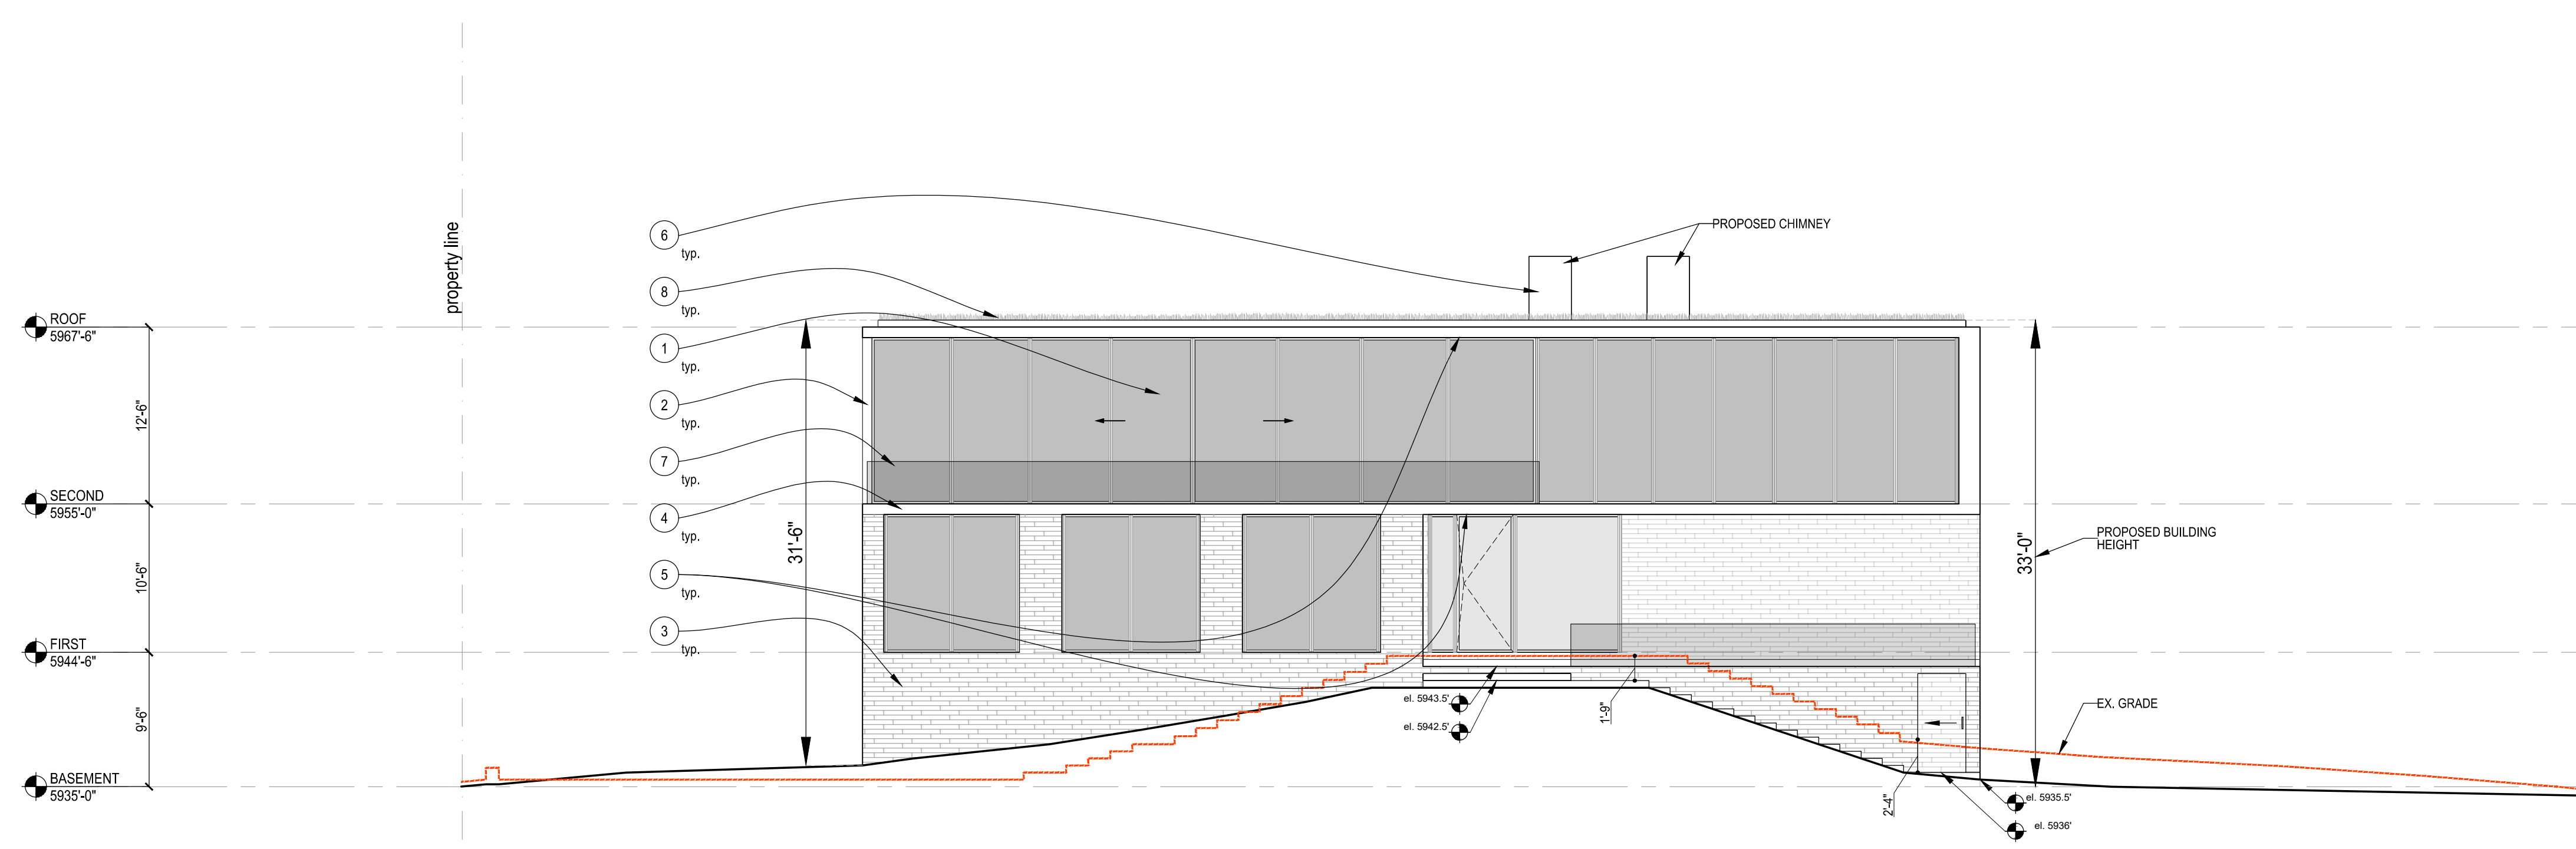 property line
6
typ.
PROPOSED CHIMNEY
8
typ.
ROOF
5967'-6"
1
typ.
2
typ.
12'-6"
7
typ.
SECOND
5955'-0"
4
typ.
31'-6"
PROPOSED BUILDING
HEIGHT
33'-0"
10'-6"
5
typ.
3
typ.
FIRST
5944'-6"
el. 5943.5'
el. 5942.5'
1'-9"
EX. GRADE
9'-6"
BASEMENT
5935'-0"
2'-4"
el. 5935.5'
el. 5936'